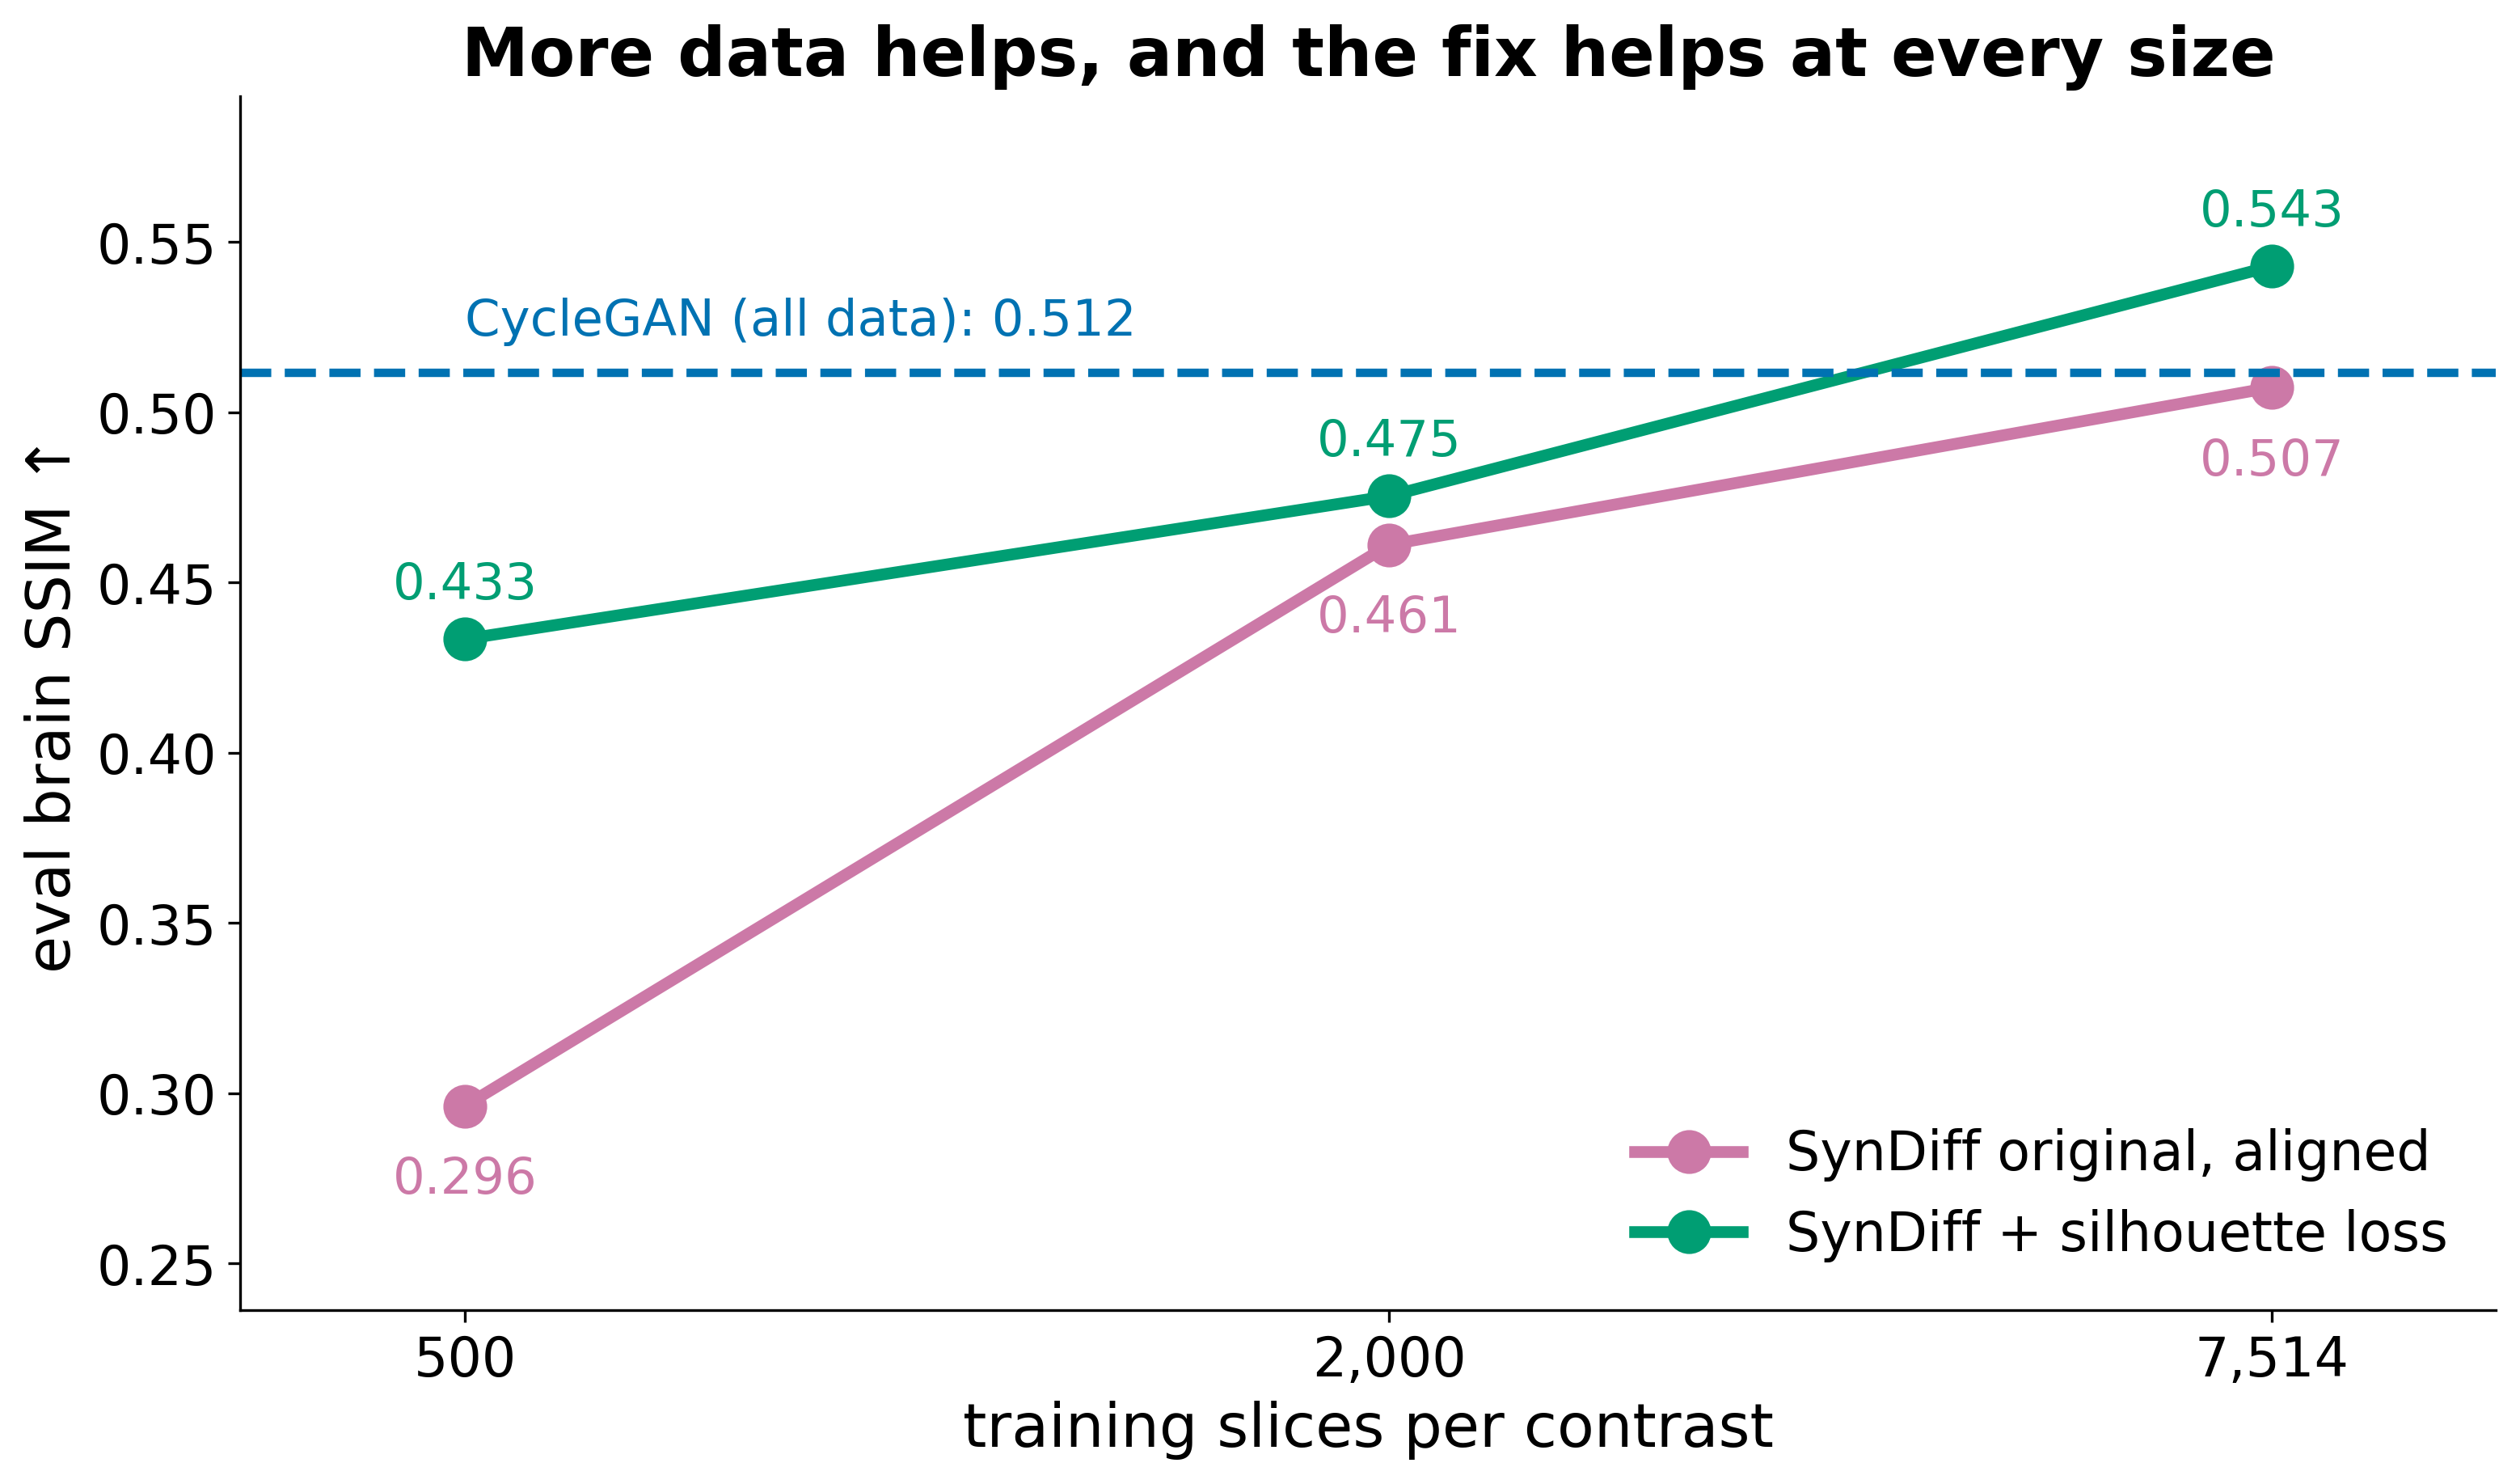 More data helps, and the fix helps at every size
eval brain SSIM ↑
0.55
0.50
0.45
0.40
0.35
0.30
0.25
CycleGAN (all data): 0.512
0.433
0.475
0.543
0.296
0.461
0.507
SynDiff original, aligned
SynDiff + silhouette loss
500
2,000
7,514
training slices per contrast